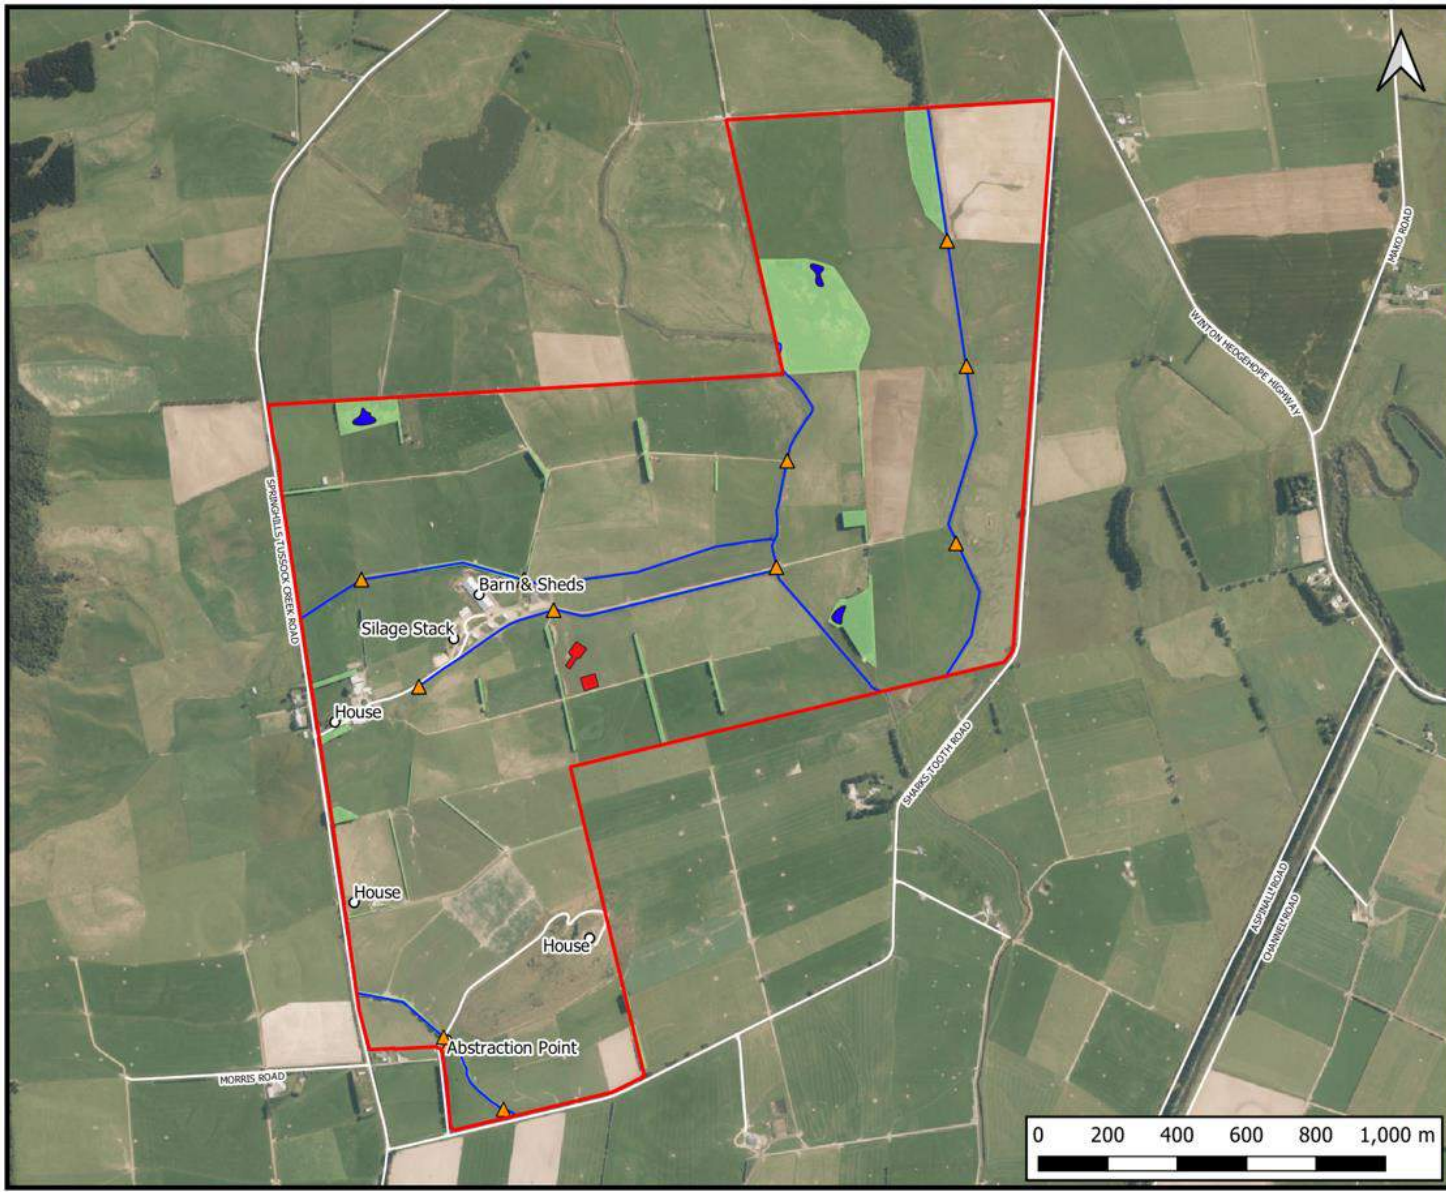 MAKO ROAD
WINTON HEDGEHOPE HIGHWAY
SPRINGHILLS TUSSOCK CREEK ROAD
Barn & Sheds
Silage Stack
House
SHARKS TOOTH ROAD
House
House
ASPINALL ROAD
CHANNEL ROAD
Abstraction Point
MORRIS ROAD
0 200 400 600 800 1,000 m